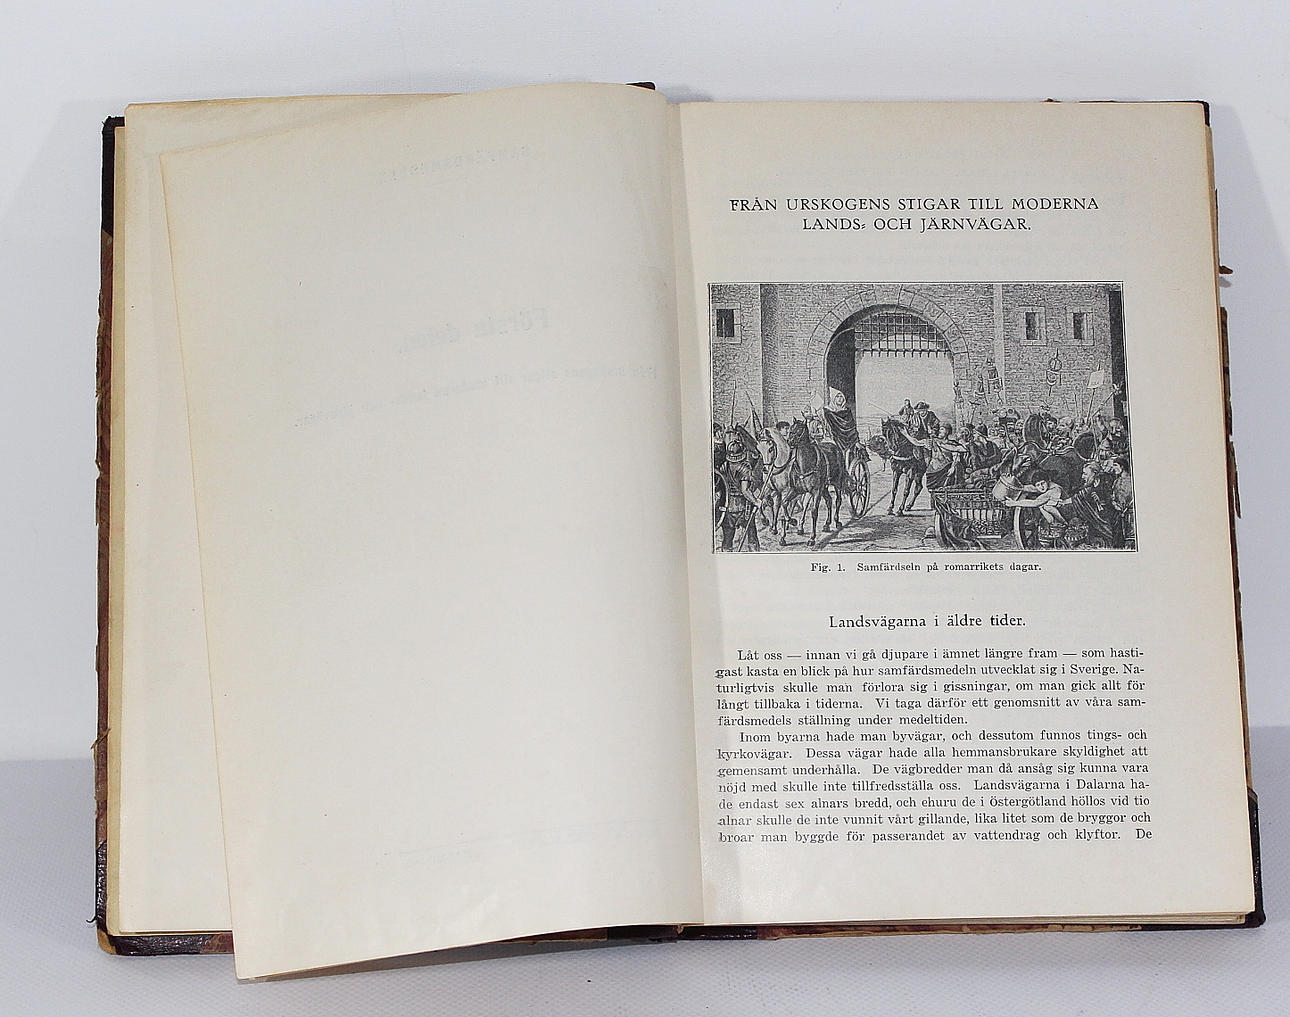 FRÅN URSKOGENS STIGAR TILL MODERNA
LANDS- OCH JÄRNVÄGAR.
Fig. 1. Samfärdseln på romarrikets dagar.
Landsvägarna i äldre tider.
Låt oss — innan vi gå djupare i ämnet längre fram — som hasti-
gast kasta en blick på hur samfärdsmedeln utvecklat sig i Sverige. Na-
turligtvis skulle man förlora sig i gissningar, om man gick allt för
långt tillbaka i tiderna. Vi taga därför ett genomsnitt av våra sam-
färdsmedels ställning under medeltiden.
Inom byarna hade man byvägar, och dessutom funnos tings- och
kyrkovägar. Dessa vägar hade alla hemmansbrukare skyldighet att
gemensamt underhålla. De vägbredder man då ansåg sig kunna vara
nöjd med skulle inte tillfredsställa oss. Landsvägarna i Dalarna ha-
de endast sex alnars bredd, och ehuru de i Östergötland höllos vid tio
alnar skulle de inte vunnit vårt gillande, lika litet som de bryggor och
broar man byggde för passerandet av vattendrag och klyftor. De